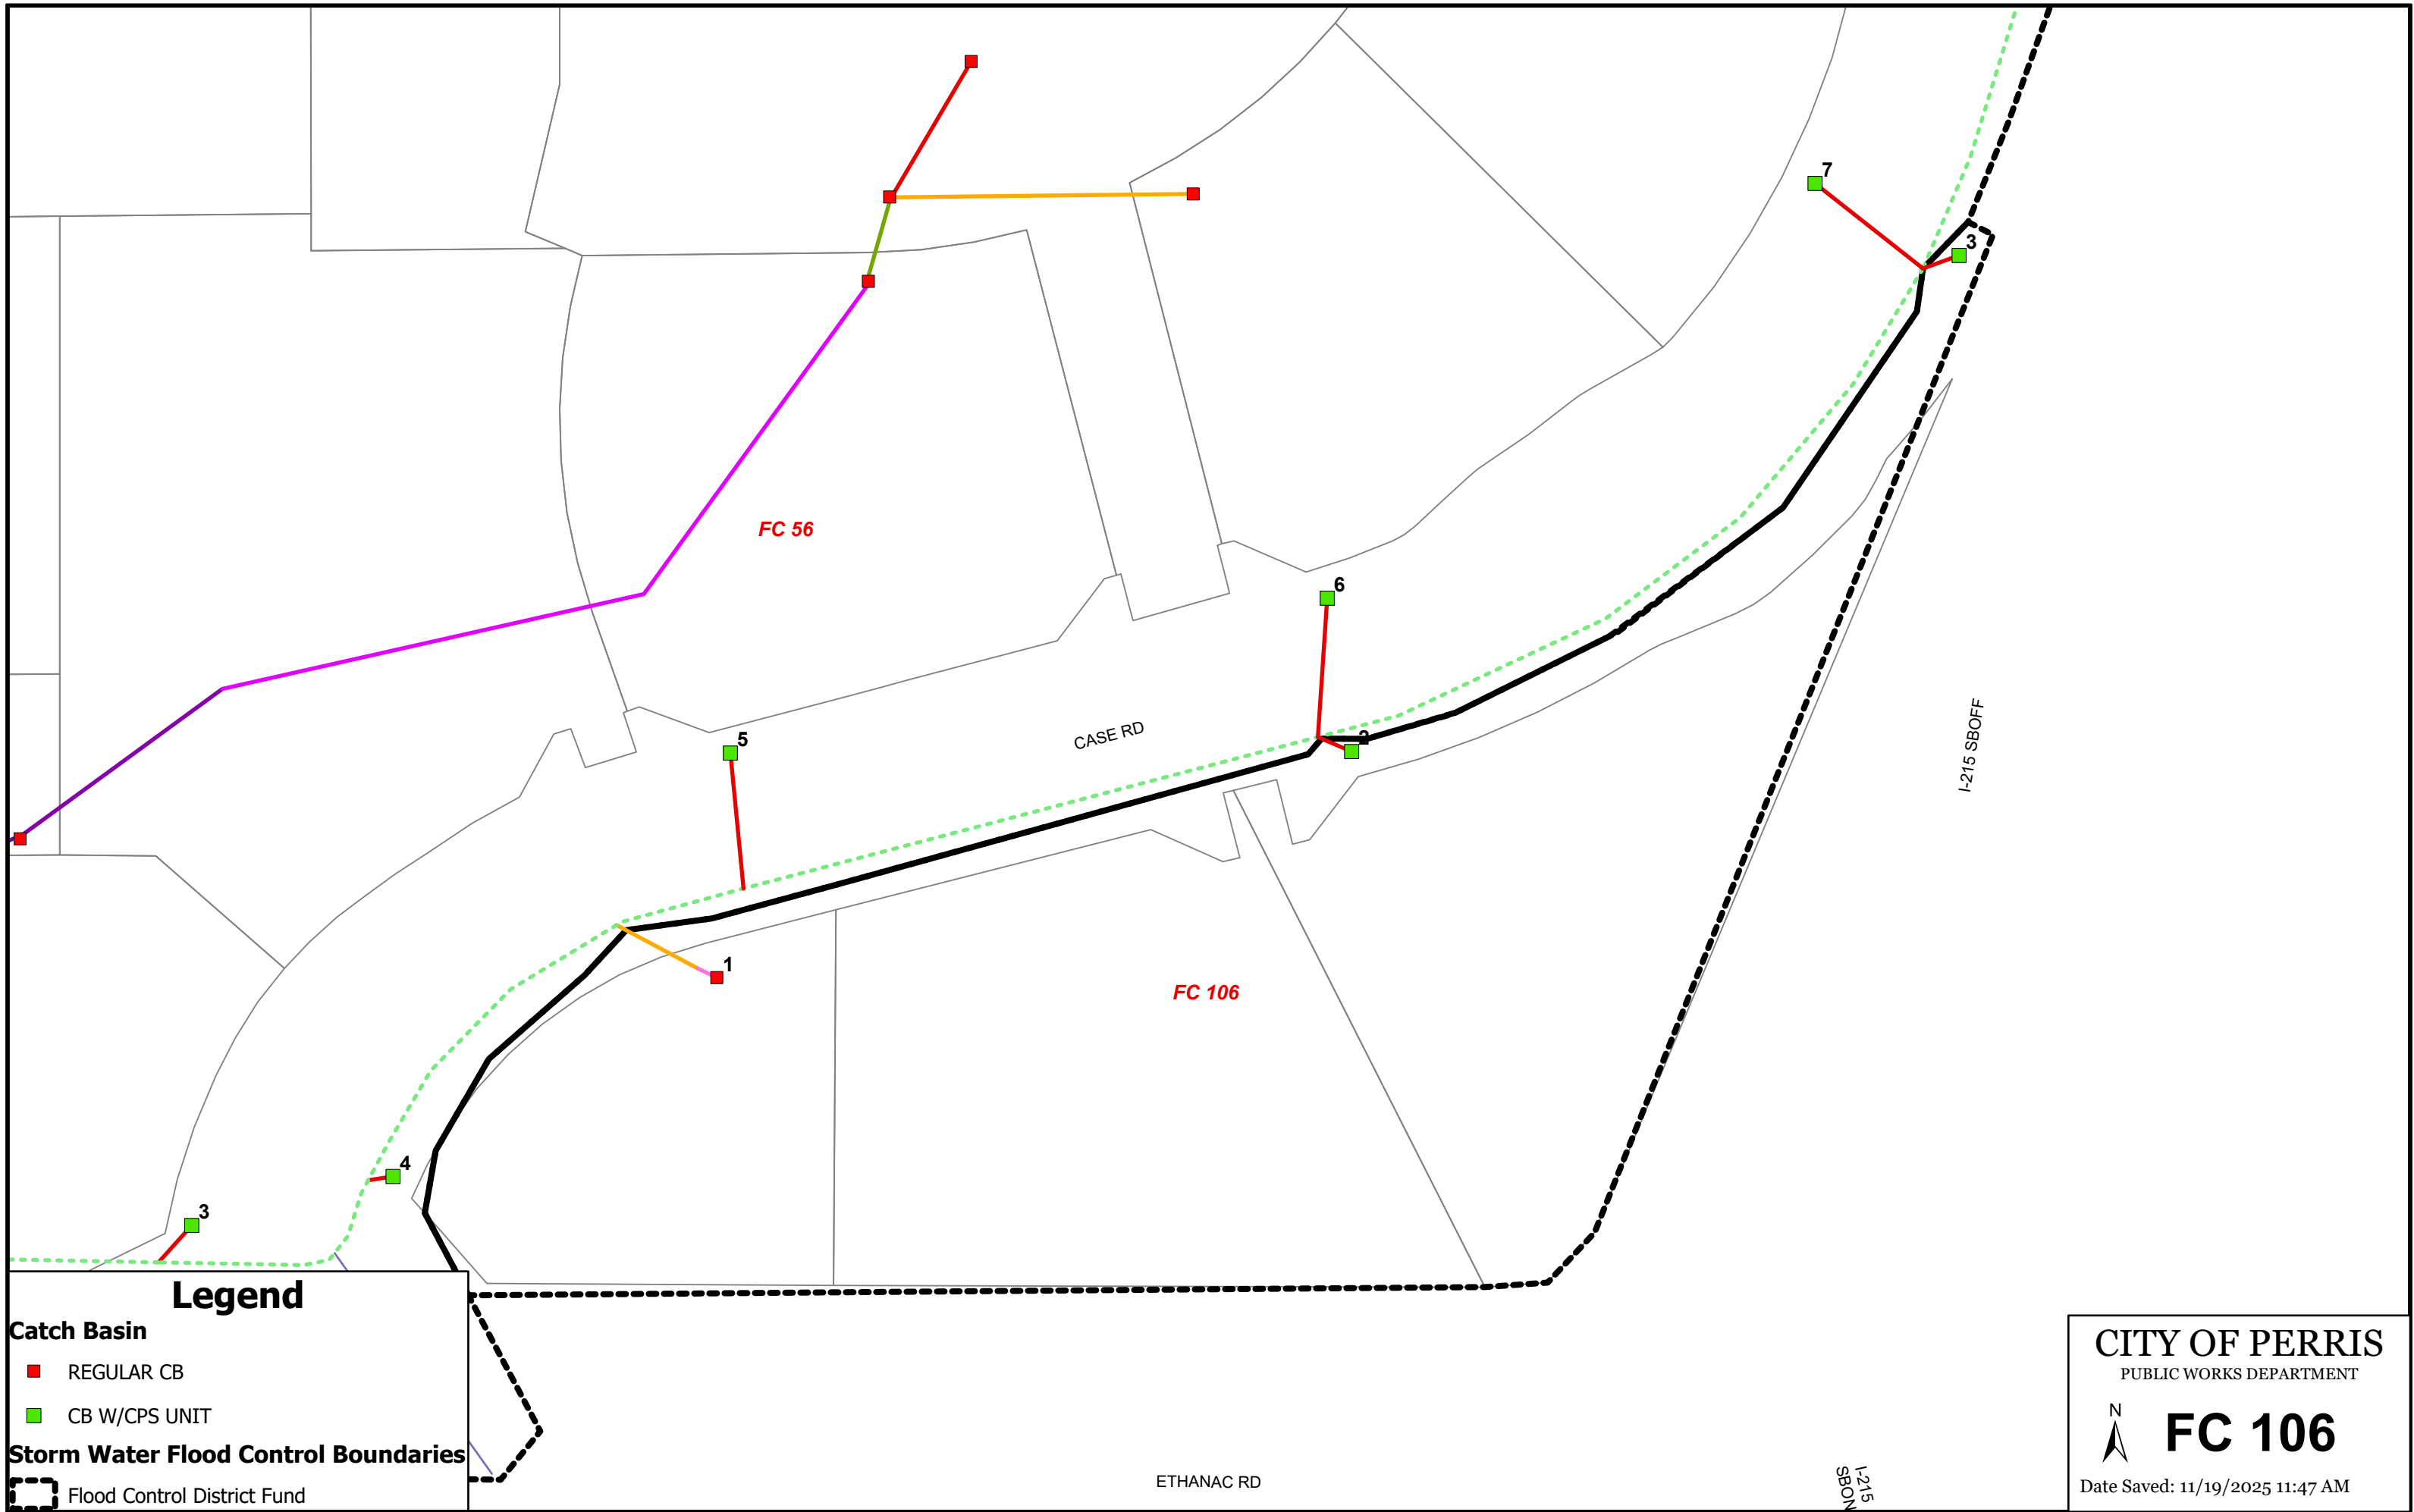 7
3
FC 56
6
I-215 SBOFF
CASE RD
2
5
1
FC 106
4
3
Legend
Catch Basin
REGULAR CB
CB W/CPS UNIT
Storm Water Flood Control Boundaries
Flood Control District Fund
ETHANAC RD
I-215
SBON
CITY OF PERRIS
PUBLIC WORKS DEPARTMENT
N
FC 106
Date Saved: 11/19/2025 11:47 AM